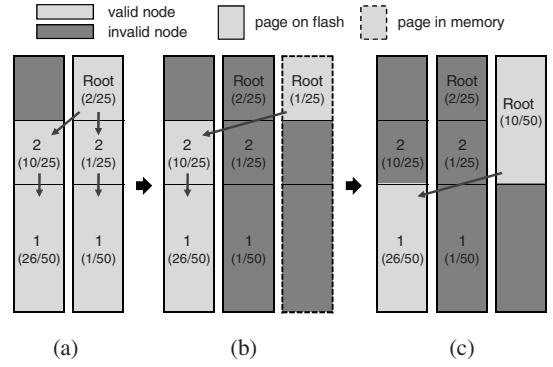 valid node
invalid node
page on flash
page in memory
Root
(2/25)
2
(10/25)
2
(1/25)
1
(26/50)
1
(1/50)
Root
(2/25)
Root
(1/25)
2
(10/25)
2
(1/25)
1
(26/50)
1
(1/50)
Root
(2/25)
Root
(10/50)
2
(10/25)
2
(1/25)
1
(26/50)
1
(1/50)
(a)
(b)
(c)